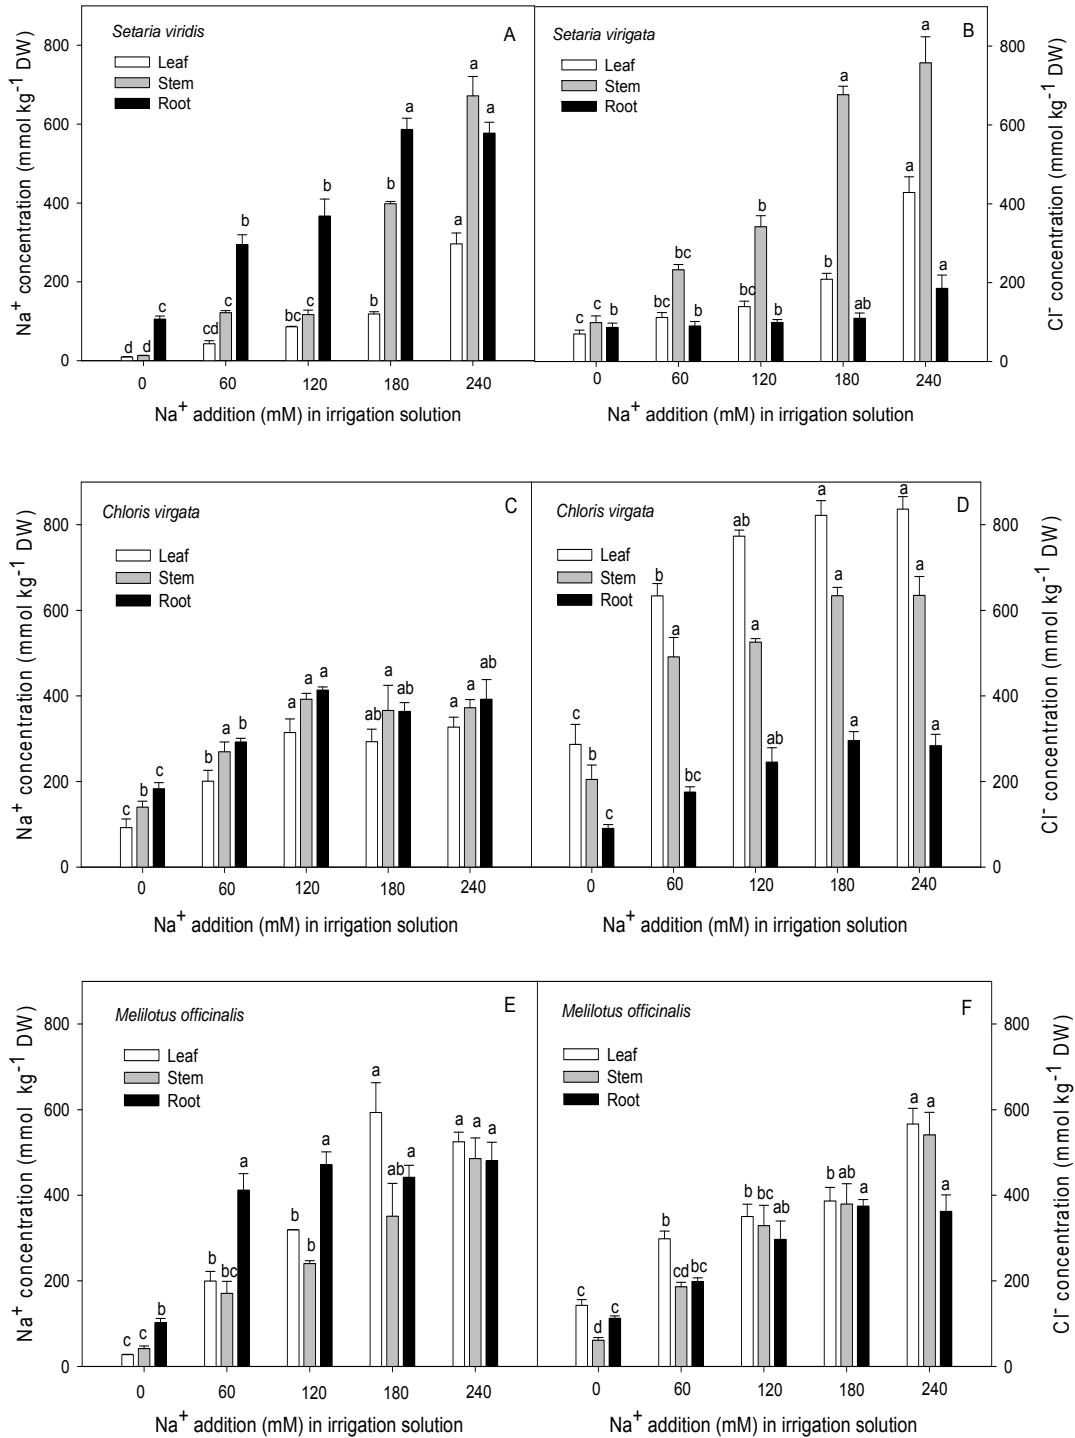 Setaria viridis A
Leaf
Stem
Root
Na+ concentration (mmol kg-1 DW)
800
600
400
200
0
d d c
cd c b
bc c b
b b a
a a a
0 60 120 180 240
Na+ addition (mM) in irrigation solution
Setaria virigata B
Leaf
Stem
Root
Cl- concentration (mmol kg-1 DW)
800
600
400
200
0
c c b
bc bc b
bc b b
b a ab
a a a
0 60 120 180 240
Na+ addition (mM) in irrigation solution
Chloris virgata C
Leaf
Stem
Root
Na+ concentration (mmol kg-1 DW)
800
600
400
200
0
c b c
b a b
a a a
ab a ab
a a ab
0 60 120 180 240
Na+ addition (mM) in irrigation solution
Chloris virgata D
Leaf
Stem
Root
Cl- concentration (mmol kg-1 DW)
800
600
400
200
0
c b c
b a bc
ab a ab
a a a
a a a
0 60 120 180 240
Na+ addition (mM) in irrigation solution
Melilotus officinalis E
Leaf
Stem
Root
Na+ concentration (mmol kg-1 DW)
800
600
400
200
0
c c b
b bc a
b b a
a ab a
a a a
0 60 120 180 240
Na+ addition (mM) in irrigation solution
Melilotus officinalis F
Leaf
Stem
Root
Cl- concentration (mmol kg-1 DW)
800
600
400
200
0
c d c
b cd bc
b bc ab
b ab a
a a a
0 60 120 180 240
Na+ addition (mM) in irrigation solution